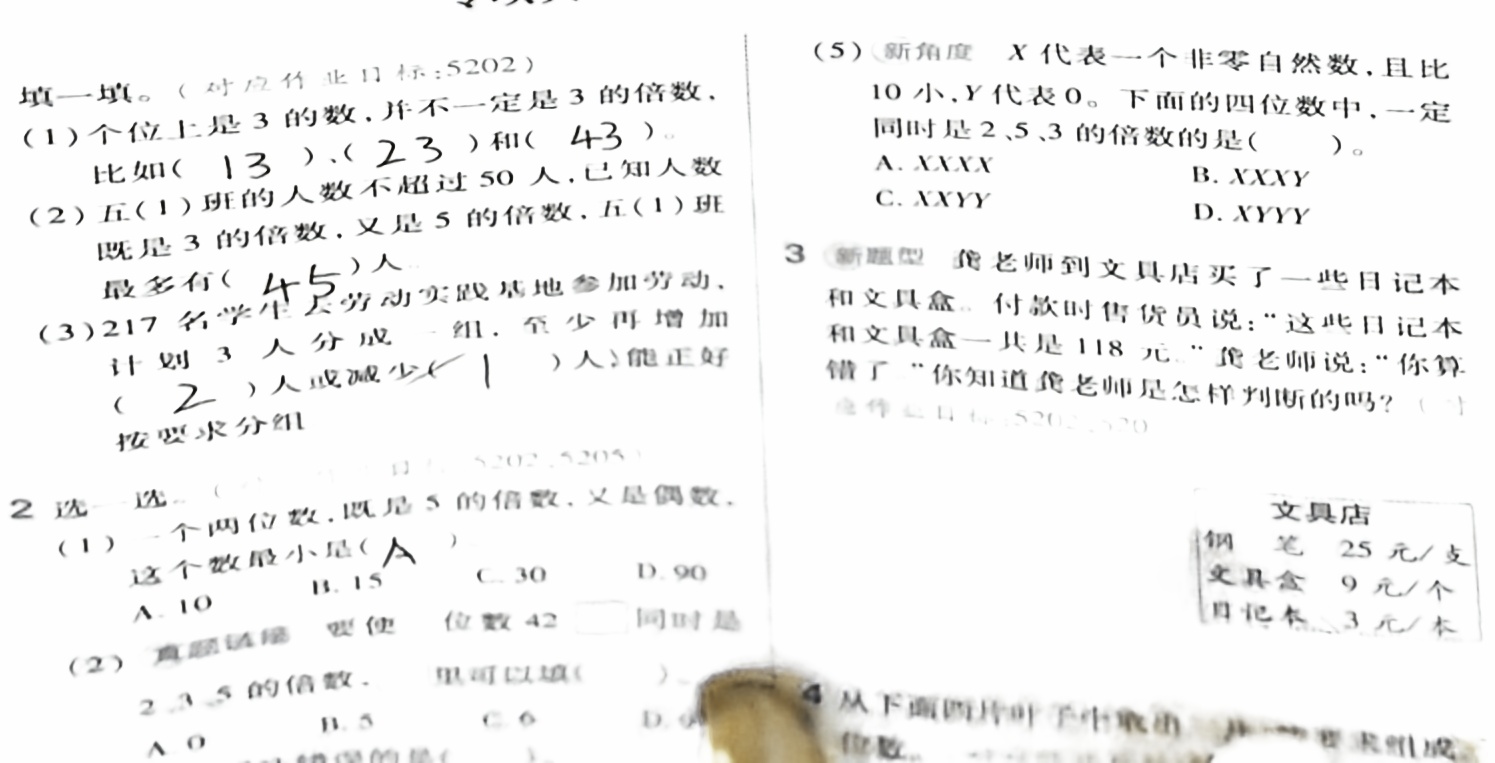 填一填。(对应作业目标:5202)
(1)个位上是 3 的数,并不一定是 3 的倍数,
比如( 13 )、( 23 )和( 43 )。
(2)五(1)班的人数不超过 50 人,已知人数
既是 3 的倍数,又是 5 的倍数,五(1)班
最多有( 45 )人
(3)217 名学生去劳动实践基地参加劳动,
计划 3 人分成一组,至少再增加
( 2 )人或减少( 1 )人,能正好
按要求分组
2 选一选。( 目 5202、5205)
(1)一个两位数,既是 5 的倍数,又是偶数,
这个数最小是( A )
A. 10 B. 15 C. 30 D. 90
(2)真题链接 要使 位数 42 □ 同时是
2、3、5 的倍数, 里可以填( )。
A. 0 B. 5 C. 6 D. 9
错误的是( )。
(5)新角度 X 代表一个非零自然数,且比
10 小,Y 代表 0。下面的四位数中,一定
同时是 2、5、3 的倍数的是( )。
A. XXXX B. XXXY
C. XXYY D. XYYY
3 新题型 龚老师到文具店买了一些日记本
和文具盒。付款时售货员说:“这些日记本
和文具盒一共是 118 元。”龚老师说:“你算
错了。”你知道龚老师是怎样判断的吗?(对
应作业目标:5202、520
文具店
钢 笔 25 元/支
文具盒 9 元/个
日记本 3 元/本
4 从下面四片叶子中取出 片 要求组成
位数。